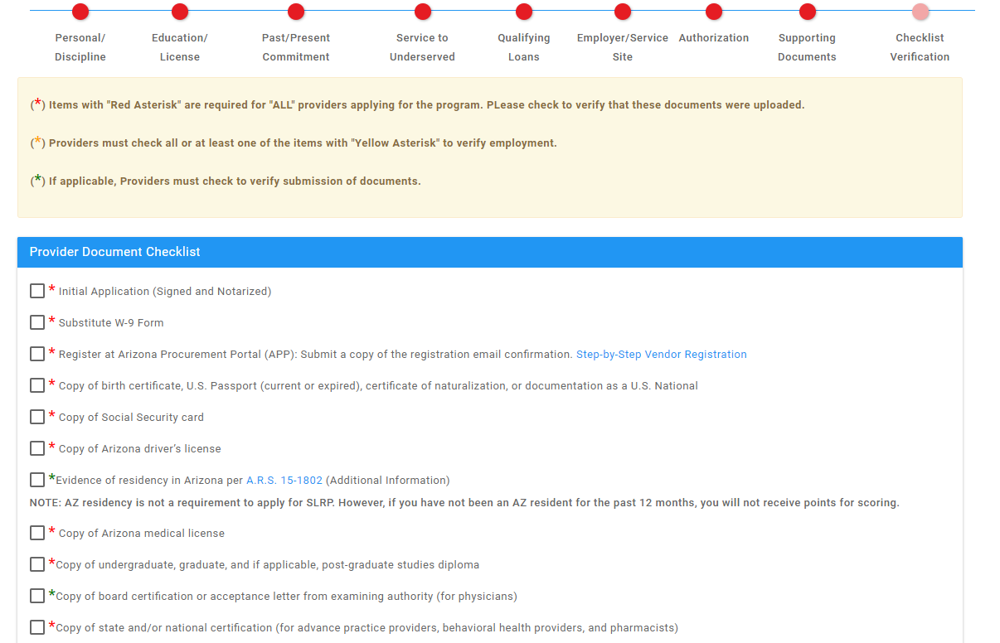 Personal/ Education/ Past/Present Service to Qualifying Employer/Service Authorization Supporting Checklist
Discipline License Commitment Underserved Loans Site Documents Verification
(*) Items with "Red Asterisk" are required for "ALL" providers applying for the program. PLease check to verify that these documents were uploaded.
(*) Providers must check all or at least one of the items with "Yellow Asterisk" to verify employment.
(*) If applicable, Providers must check to verify submission of documents.
Provider Document Checklist
* Initial Application (Signed and Notarized)
* Substitute W-9 Form
* Register at Arizona Procurement Portal (APP): Submit a copy of the registration email confirmation. Step-by-Step Vendor Registration
* Copy of birth certificate, U.S. Passport (current or expired), certificate of naturalization, or documentation as a U.S. National
* Copy of Social Security card
* Copy of Arizona driver's license
*Evidence of residency in Arizona per A.R.S. 15-1802 (Additional Information)
NOTE: AZ residency is not a requirement to apply for SLRP. However, if you have not been an AZ resident for the past 12 months, you will not receive points for scoring.
* Copy of Arizona medical license
*Copy of undergraduate, graduate, and if applicable, post-graduate studies diploma
*Copy of board certification or acceptance letter from examining authority (for physicians)
*Copy of state and/or national certification (for advance practice providers, behavioral health providers, and pharmacists)